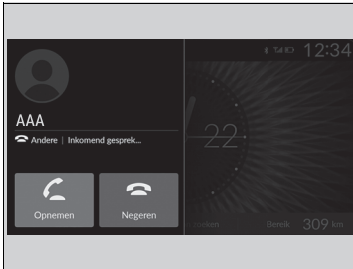 12:34
AAA
Andere | Inkomend gesprek...
22
Opnemen
Negeren
Bereik 309 km